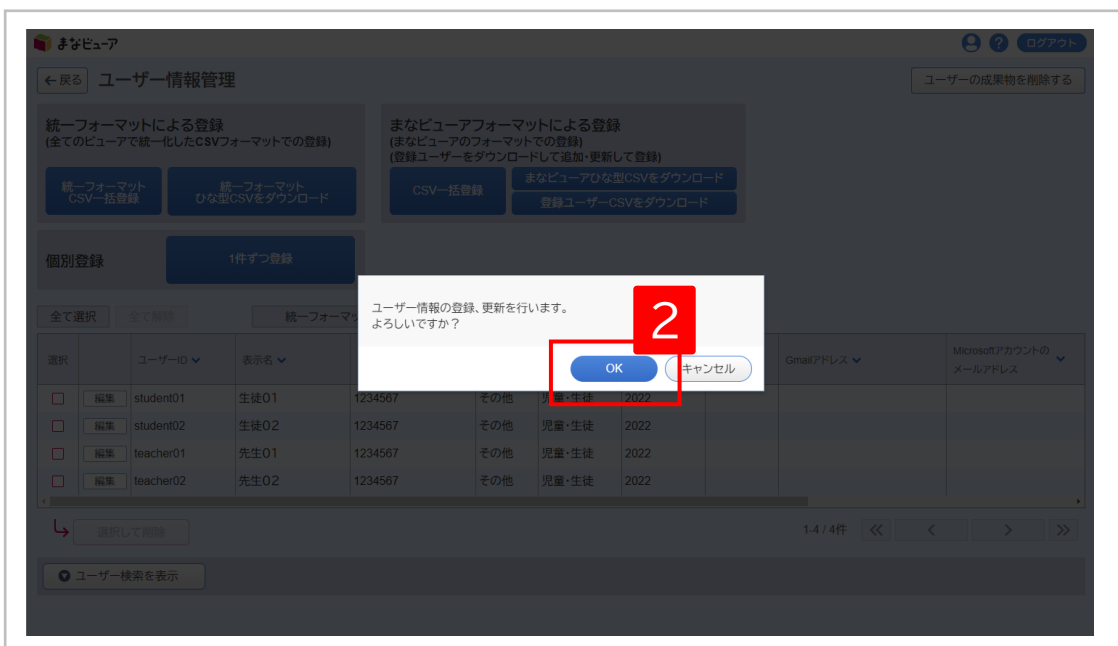 まなビューア
?
ログアウト
←戻る
ユーザー情報管理
ユーザーの成果物を削除する
統一フォーマットによる登録
(全てのビューアで統一化したCSVフォーマットでの登録)
統一フォーマット
CSV一括登録
統一フォーマット
ひな型CSVをダウンロード
まなビューアフォーマットによる登録
(まなビューアのフォーマットでの登録)
(登録ユーザーをダウンロードして追加・更新して登録)
CSV一括登録
まなビューアひな型CSVをダウンロード
登録ユーザーCSVをダウンロード
個別登録
1件ずつ登録
ユーザー情報の登録、更新を行います。
よろしいですか?
2
OK
キャンセル
全て選択
全て解除
統一フォーマッ
選択
ユーザーID
表示名
Gmailアドレス
Microsoftアカウントの
メールアドレス
編集 student01 生徒01 1234567 その他 児童・生徒 2022
編集 student02 生徒02 1234567 その他 児童・生徒 2022
編集 teacher01 先生01 1234567 その他 児童・生徒 2022
編集 teacher02 先生02 1234567 その他 児童・生徒 2022
選択して削除
1-4 / 4件
ユーザー検索を表示